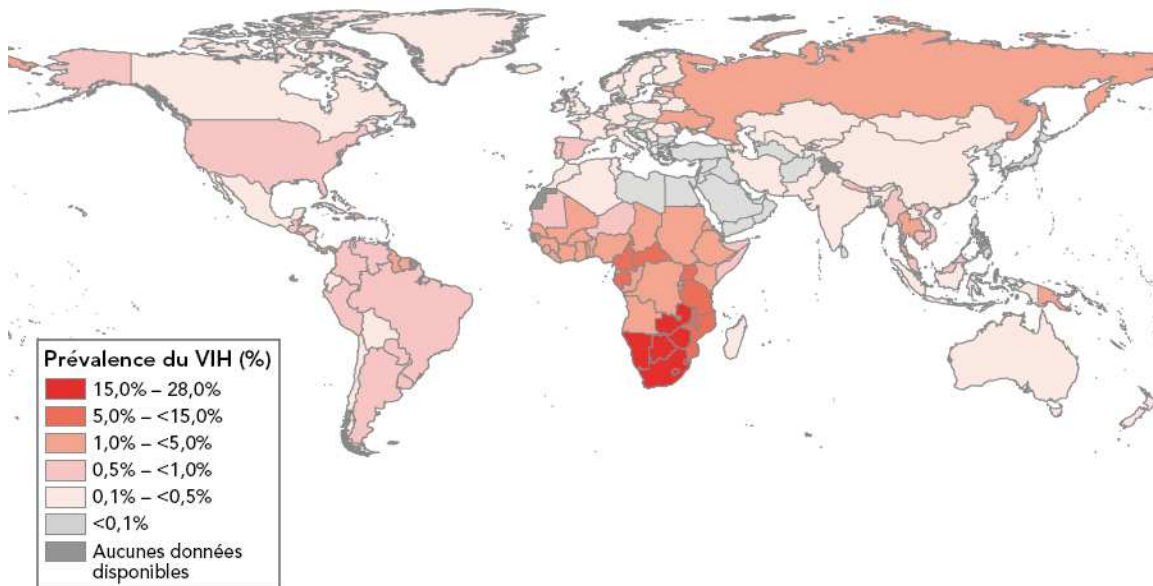 Prévalence du VIH (%)
15,0% – 28,0%
5,0% – <15,0%
1,0% – <5,0%
0,5% – <1,0%
0,1% – <0,5%
<0,1%
Aucunes données
disponibles